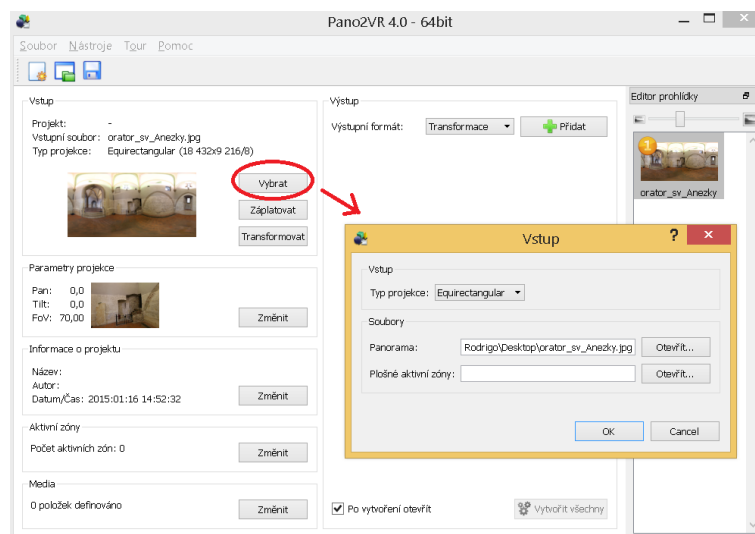 Pano2VR 4.0 - 64bit
Soubor Nástroje Tour Pomoc
Vstup
Projekt: -
Vstupní soubor: orator_sv_Anezky.jpg
Typ projekce: Equirectangular (18 432x9 216/8)
Vybrat
Záplatovat
Transformovat
Parametry projekce
Pan: 0,0
Tilt: 0,0
FoV: 70,00
Změnit
Informace o projektu
Název:
Autor:
Datum/Čas: 2015:01:16 14:52:32
Změnit
Aktivní zóny
Počet aktivních zón: 0
Změnit
Media
0 položek definováno
Změnit
Výstup
Výstupní formát: Transformace Přidat
Po vytvoření otevřít
Vytvořit všechny
Editor prohlídky
1
orator_sv_Anezky
Vstup
Vstup
Typ projekce: Equirectangular
Soubory
Panorama: Rodrigo\Desktop\orator_sv_Anezky.jpg Otevřít...
Plošné aktivní zóny: Otevřít...
OK Cancel